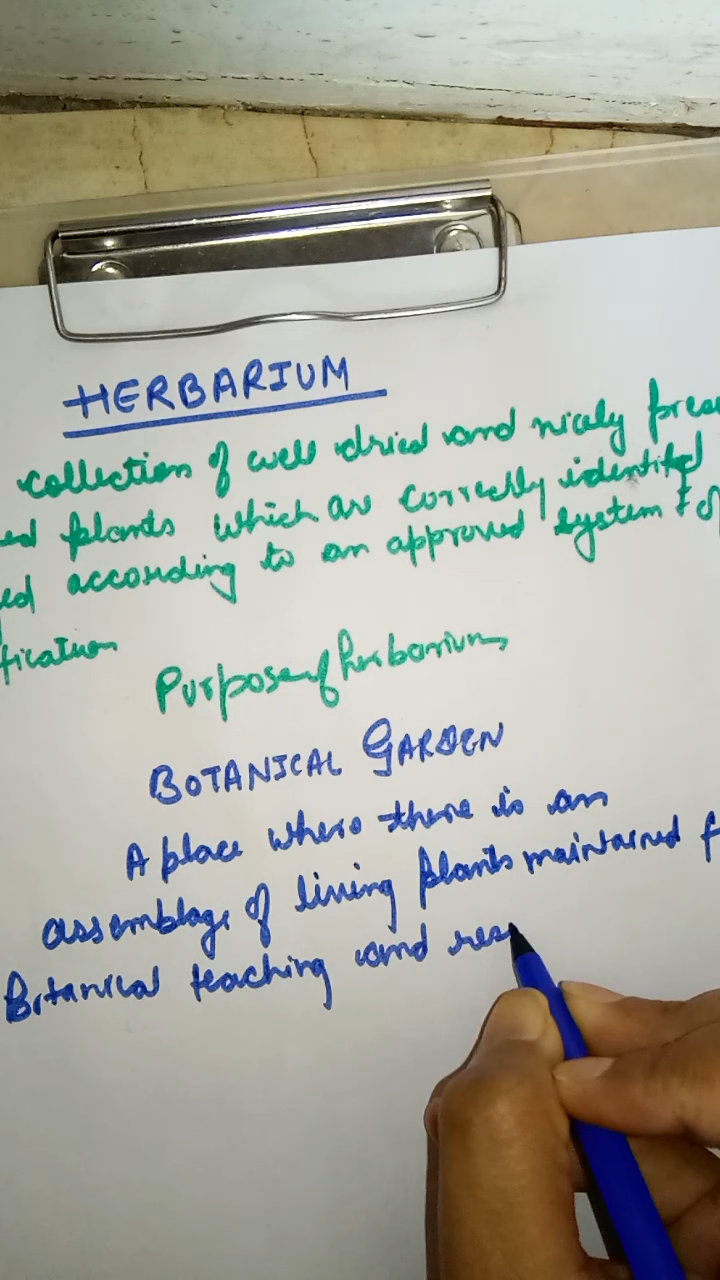 HERBARIUM
collection of well dried and nicely preser
ed plants which are correctly identified
ed according to an approved system of
fication
Purpose of herbarium
BOTANICAL GARDEN
A place where there is an
assemblage of living plants maintained f
Botanical teaching and res